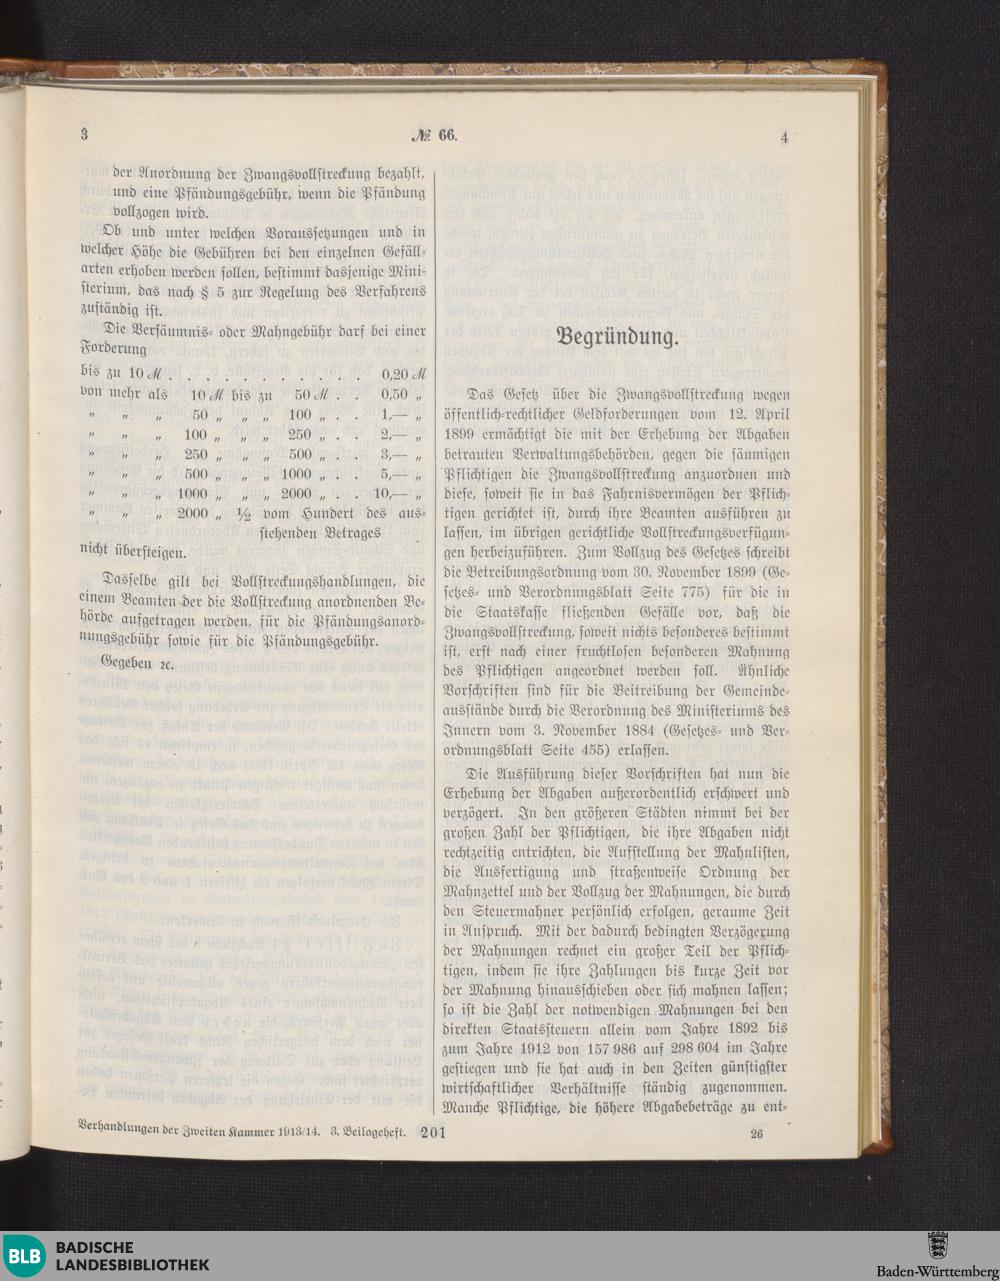 3
№ 66.
4
der Anordnung der Zwangsvollstreckung bezahlt,
und eine Pfändungsgebühr, wenn die Pfändung
vollzogen wird.
Ob und unter welchen Voraussetzungen und in
welcher Höhe die Gebühren bei den einzelnen Gefäll-
arten erhoben werden sollen, bestimmt dasjenige Mini-
sterium, das nach § 5 zur Regelung des Verfahrens
zuständig ist.
Die Versäumnis- oder Mahngebühr darf bei einer
Forderung
bis zu 10 ℳ . . . . . . . . . . . 0,20 ℳ
von mehr als 10 ℳ bis zu 50 ℳ . . 0,50 „
„ „ „ 50 „ „ „ 100 „ . . 1,— „
„ „ „ 100 „ „ „ 250 „ . . 2,— „
„ „ „ 250 „ „ „ 500 „ . . 3,— „
„ „ „ 500 „ „ „ 1000 „ . . 5,— „
„ „ „ 1000 „ „ „ 2000 „ . . 10,— „
„ „ „ 2000 „ ½ vom Hundert des aus-
stehenden Betrages
nicht übersteigen.
Dasselbe gilt bei Vollstreckungshandlungen, die
einem Beamten der die Vollstreckung anordnenden Be-
hörde aufgetragen werden, für die Pfändungsanord-
nungsgebühr sowie für die Pfändungsgebühr.
Gegeben ꝛc.
Begründung.
Das Gesetz über die Zwangsvollstreckung wegen
öffentlich-rechtlicher Geldforderungen vom 12. April
1899 ermächtigt die mit der Erhebung der Abgaben
betrauten Verwaltungsbehörden, gegen die säumigen
Pflichtigen die Zwangsvollstreckung anzuordnen und
diese, soweit sie in das Fahrnisvermögen der Pflich-
tigen gerichtet ist, durch ihre Beamten ausführen zu
lassen, im übrigen gerichtliche Vollstreckungsverfügun-
gen herbeizuführen. Zum Vollzug des Gesetzes schreibt
die Betreibungsordnung vom 30. November 1899 (Ge-
setzes- und Verordnungsblatt Seite 775) für die in
die Staatskasse fließenden Gefälle vor, daß die
Zwangsvollstreckung, soweit nichts besonderes bestimmt
ist, erst nach einer fruchtlosen besonderen Mahnung
des Pflichtigen angeordnet werden soll. Ähnliche
Vorschriften sind für die Beitreibung der Gemeinde-
ausstände durch die Verordnung des Ministeriums des
Innern vom 3. November 1884 (Gesetzes- und Ver-
ordnungsblatt Seite 455) erlassen.
Die Ausführung dieser Vorschriften hat nun die
Erhebung der Abgaben außerordentlich erschwert und
verzögert. In den größeren Städten nimmt bei der
großen Zahl der Pflichtigen, die ihre Abgaben nicht
rechtzeitig entrichten, die Aufstellung der Mahnlisten,
die Ausfertigung und straßenweise Ordnung der
Mahnzettel und der Vollzug der Mahnungen, die durch
den Steuermahner persönlich erfolgen, geraume Zeit
in Anspruch. Mit der dadurch bedingten Verzögerung
der Mahnungen rechnet ein großer Teil der Pflich-
tigen, indem sie ihre Zahlungen bis kurze Zeit vor
der Mahnung hinausschieben oder sich mahnen lassen;
so ist die Zahl der notwendigen Mahnungen bei den
direkten Staatssteuern allein vom Jahre 1892 bis
zum Jahre 1912 von 157 986 auf 298 604 im Jahre
gestiegen und sie hat auch in den Zeiten günstigster
wirtschaftlicher Verhältnisse ständig zugenommen.
Manche Pflichtige, die höhere Abgabebeträge zu ent-
Verhandlungen der Zweiten Kammer 1913/14. 3. Beilageheft. 201
26
BLB
BADISCHE
LANDESBIBLIOTHEK
Baden-Württemberg